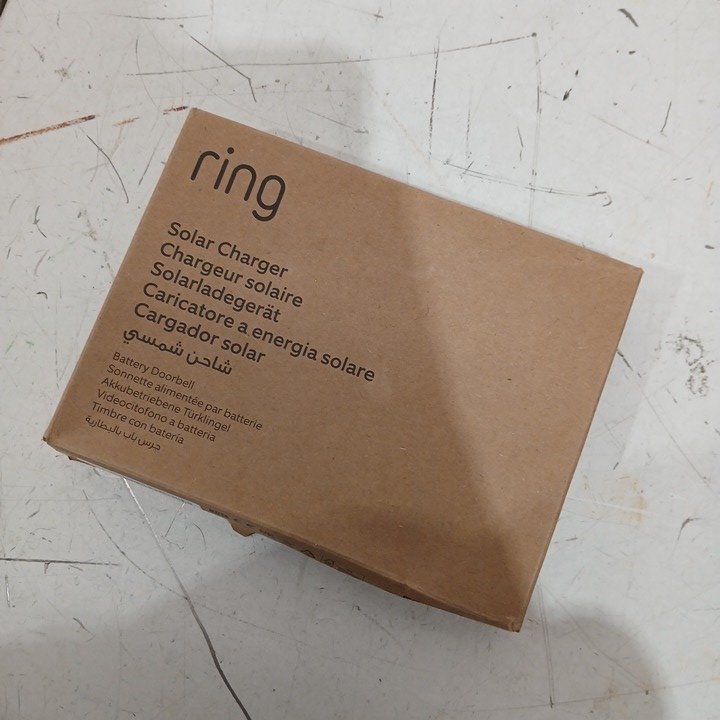 ring
Solar Charger
Chargeur solaire
Solarladegerät
Caricatore a energia solare
Cargador solar
شاحن شمسي
Battery Doorbell
Sonnette alimentée par batterie
Akkubetriebene Türklingel
Videocitofono a batteria
Timbre con batería
جرس باب بالبطارية